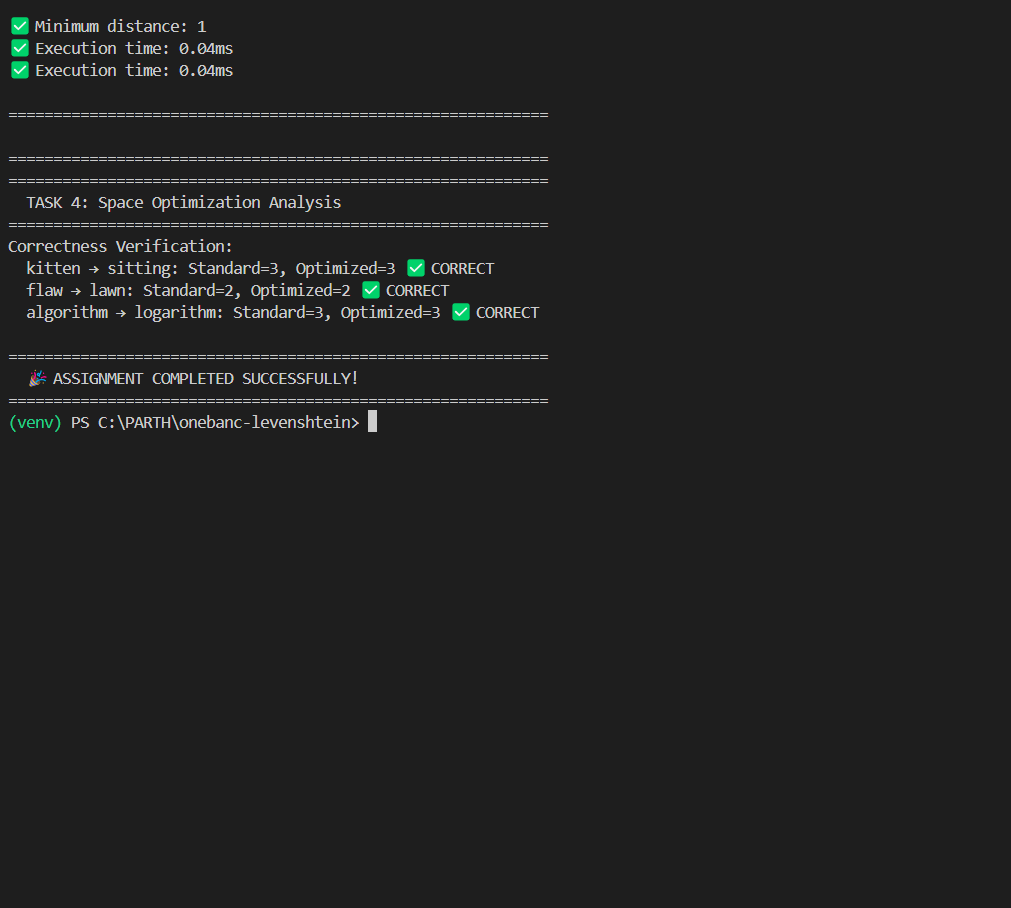 ✅ Minimum distance: 1
✅ Execution time: 0.04ms
✅ Execution time: 0.04ms
============================================================
============================================================
============================================================
TASK 4: Space Optimization Analysis
============================================================
Correctness Verification:
kitten → sitting: Standard=3, Optimized=3 ✅ CORRECT
flaw → lawn: Standard=2, Optimized=2 ✅ CORRECT
algorithm → logarithm: Standard=3, Optimized=3 ✅ CORRECT
============================================================
🎉 ASSIGNMENT COMPLETED SUCCESSFULLY!
============================================================
(venv) PS C:\PARTH\onebanc-levenshtein>